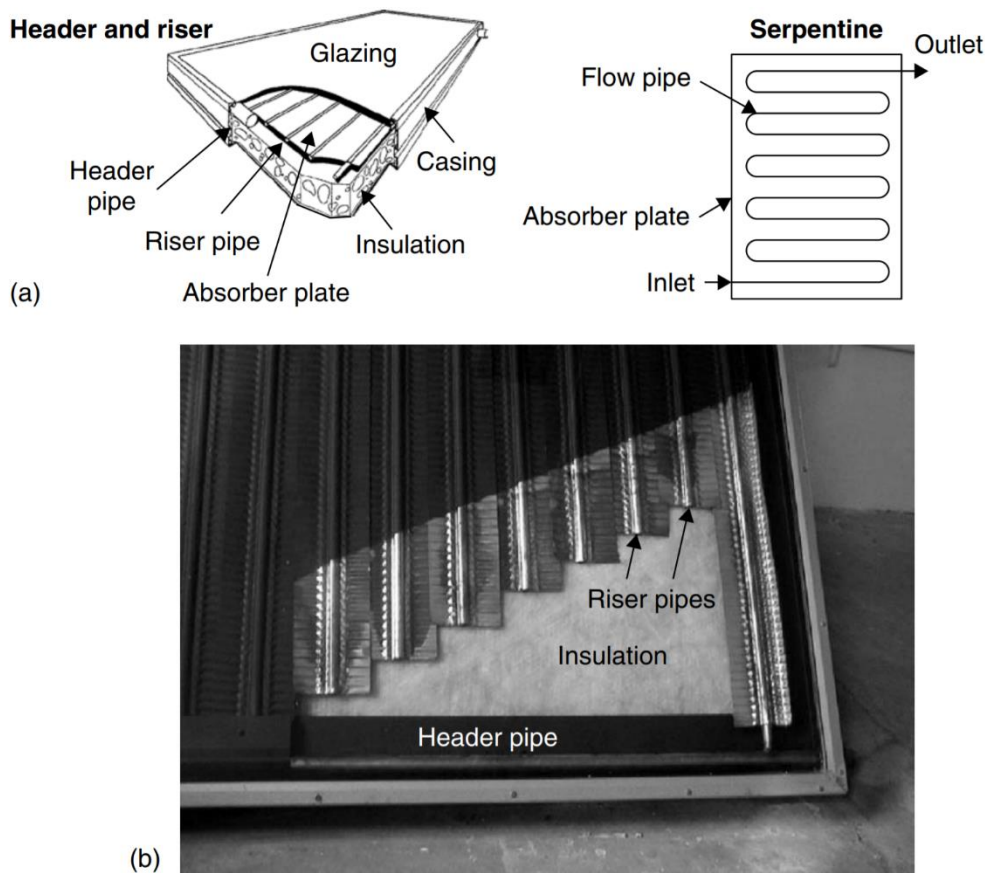 Header and riser
Glazing
Header
pipe
Riser pipe
Absorber plate
Casing
Insulation
Serpentine
Outlet
Flow pipe
Absorber plate
Inlet
(a)
Riser pipes
Insulation
Header pipe
(b)